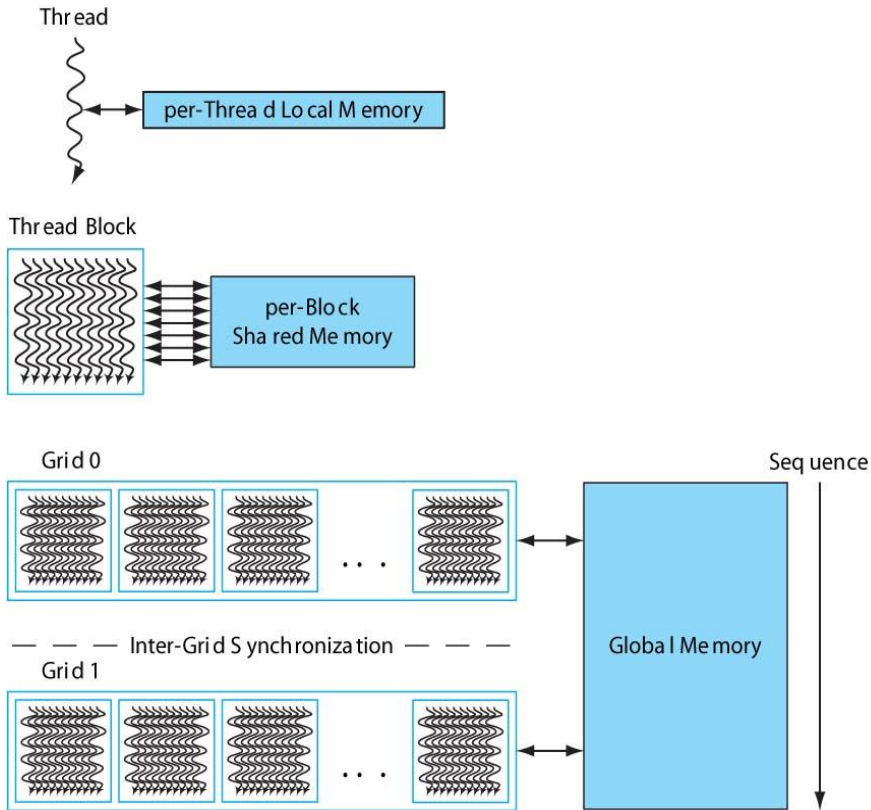 Thread
per-Thread Local Memory
Thread Block
per-Block
Shared Memory
Grid 0
Sequence
. . .
Inter-Grid Synchronization
Global Memory
Grid 1
. . .